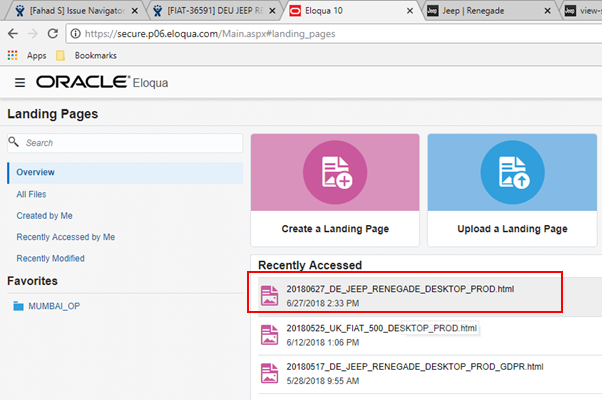 [Fahad S] Issue Navigato
[FIAT-36591] DEU JEEP RE
Eloqua 10
Jeep | Renegade
view-s
https://secure.p06.eloqua.com/Main.aspx#landing_pages
Apps
Bookmarks
ORACLE® Eloqua
Landing Pages
Search
Overview
All Files
Created by Me
Recently Accessed by Me
Recently Modified
Favorites
MUMBAI_OP
Create a Landing Page
Upload a Landing Page
Recently Accessed
20180627_DE_JEEP_RENEGADE_DESKTOP_PROD.html
6/27/2018 2:33 PM
20180525_UK_FIAT_500_DESKTOP_PROD.html
6/12/2018 1:06 PM
20180517_DE_JEEP_RENEGADE_DESKTOP_PROD_GDPR.html
5/28/2018 9:55 AM